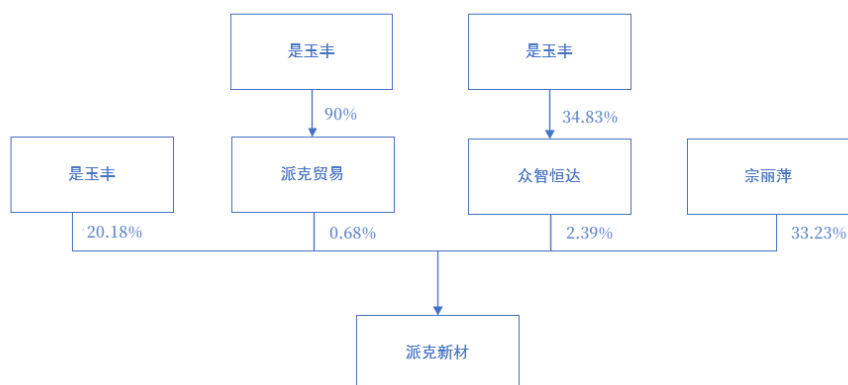 是玉丰
是玉丰
90%
34.83%
是玉丰
派克贸易
众智恒达
宗丽萍
20.18%
0.68%
2.39%
33.23%
派克新材